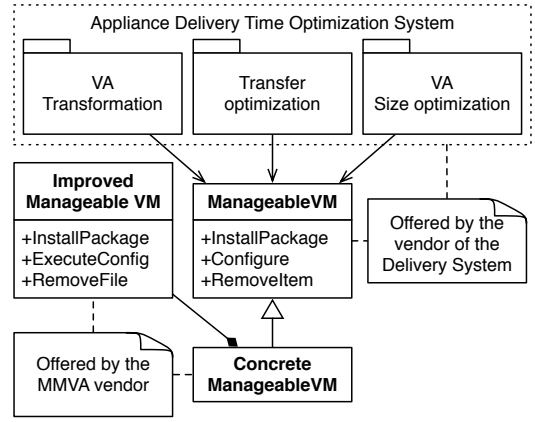 Appliance Delivery Time Optimization System
VA
Transformation
Transfer
optimization
VA
Size optimization
Improved
Manageable VM
+InstallPackage
+ExecuteConfig
+RemoveFile
ManageableVM
+InstallPackage
+Configure
+RemoveItem
Offered by the
vendor of the
Delivery System
Offered by the
MMVA vendor
Concrete
ManageableVM